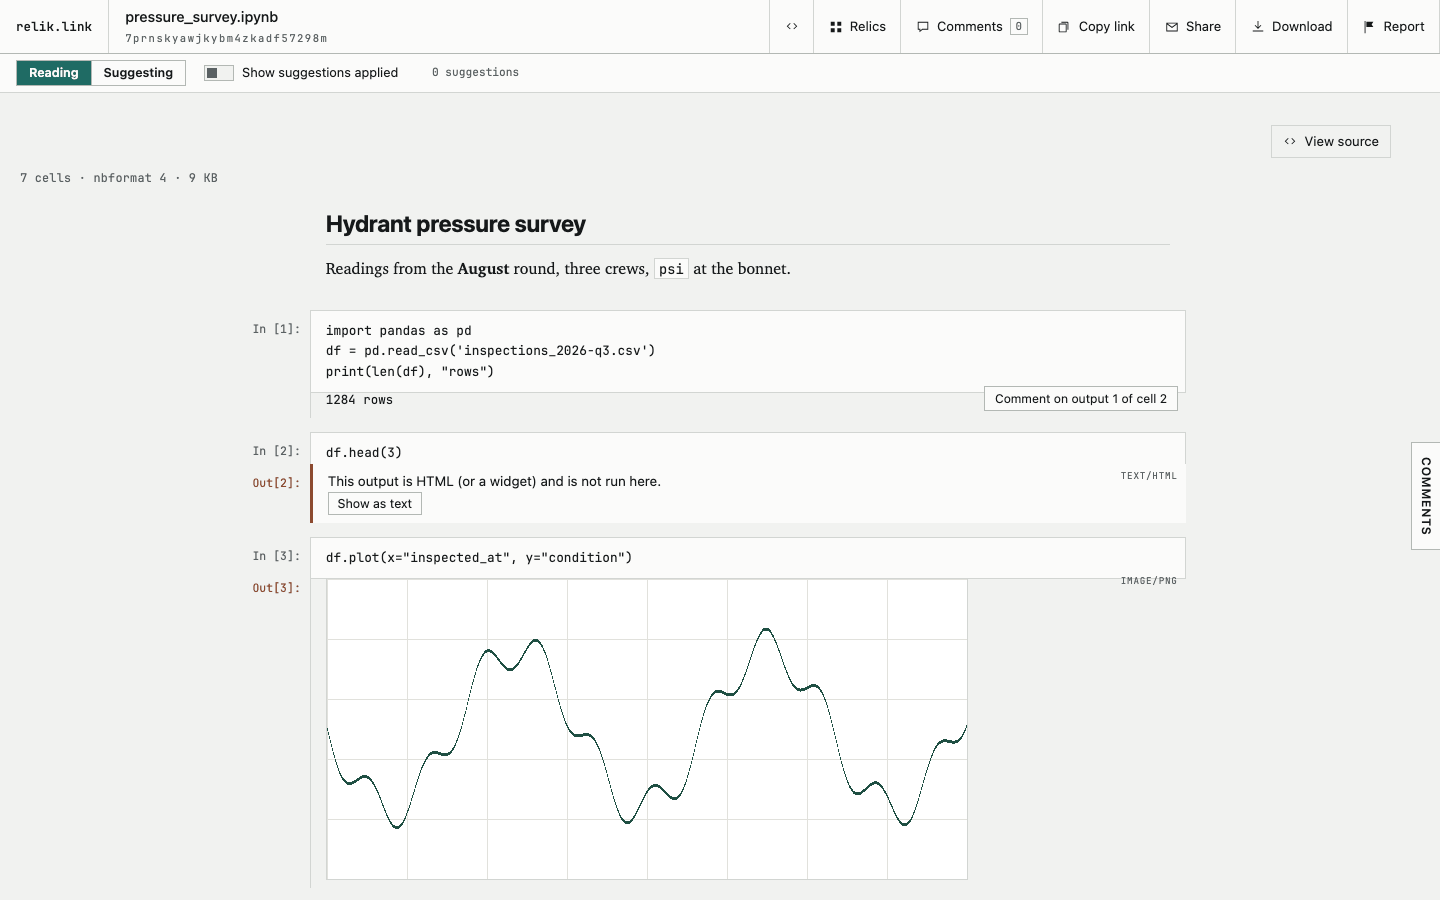 relik.link
pressure_survey.ipynb
7prnskyawjkybm4zkadf57298m
Relics
Comments 0
Copy link
Share
Download
Report
Reading
Suggesting
Show suggestions applied
0 suggestions
View source
7 cells · nbformat 4 · 9 KB
Hydrant pressure survey
Readings from the August round, three crews, psi at the bonnet.
In [1]:
import pandas as pd
df = pd.read_csv('inspections_2026-q3.csv')
print(len(df), "rows")
1284 rows
Comment on output 1 of cell 2
In [2]:
df.head(3)
Out[2]:
This output is HTML (or a widget) and is not run here.
TEXT/HTML
Show as text
COMMENTS
In [3]:
df.plot(x="inspected_at", y="condition")
Out[3]:
IMAGE/PNG